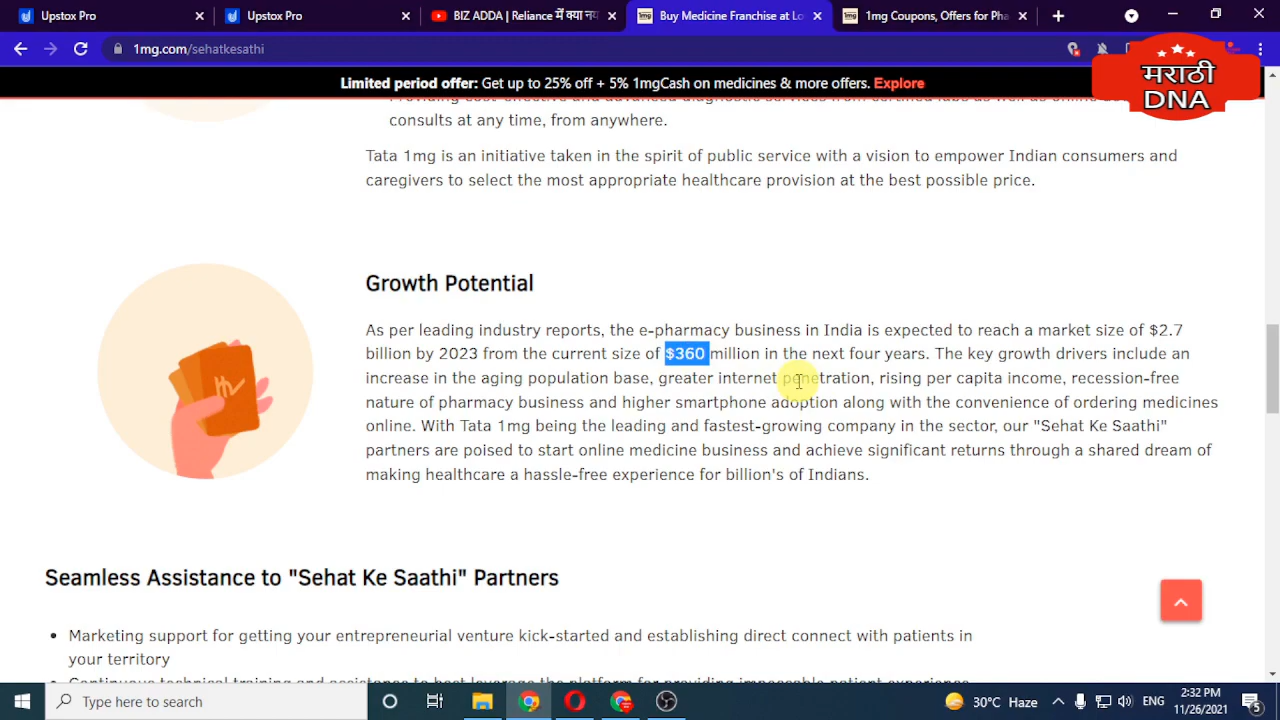 Upstox Pro
Upstox Pro
BIZ ADDA | Reliance में क्या नय
Buy Medicine Franchise at Lo
1mg Coupons, Offers for Pha
1mg.com/sehatkesathi
Limited period offer: Get up to 25% off + 5% 1mgCash on medicines & more offers. Explore
मराठी
DNA
consults at any time, from anywhere.
Tata 1mg is an initiative taken in the spirit of public service with a vision to empower Indian consumers and
caregivers to select the most appropriate healthcare provision at the best possible price.
Growth Potential
As per leading industry reports, the e-pharmacy business in India is expected to reach a market size of $2.7
billion by 2023 from the current size of $360 million in the next four years. The key growth drivers include an
increase in the aging population base, greater internet penetration, rising per capita income, recession-free
nature of pharmacy business and higher smartphone adoption along with the convenience of ordering medicines
online. With Tata 1mg being the leading and fastest-growing company in the sector, our "Sehat Ke Saathi"
partners are poised to start online medicine business and achieve significant returns through a shared dream of
making healthcare a hassle-free experience for billion's of Indians.
Seamless Assistance to "Sehat Ke Saathi" Partners
• Marketing support for getting your entrepreneurial venture kick-started and establishing direct connect with patients in
your territory
Type here to search
30°C Haze
ENG
2:32 PM
11/26/2021
5